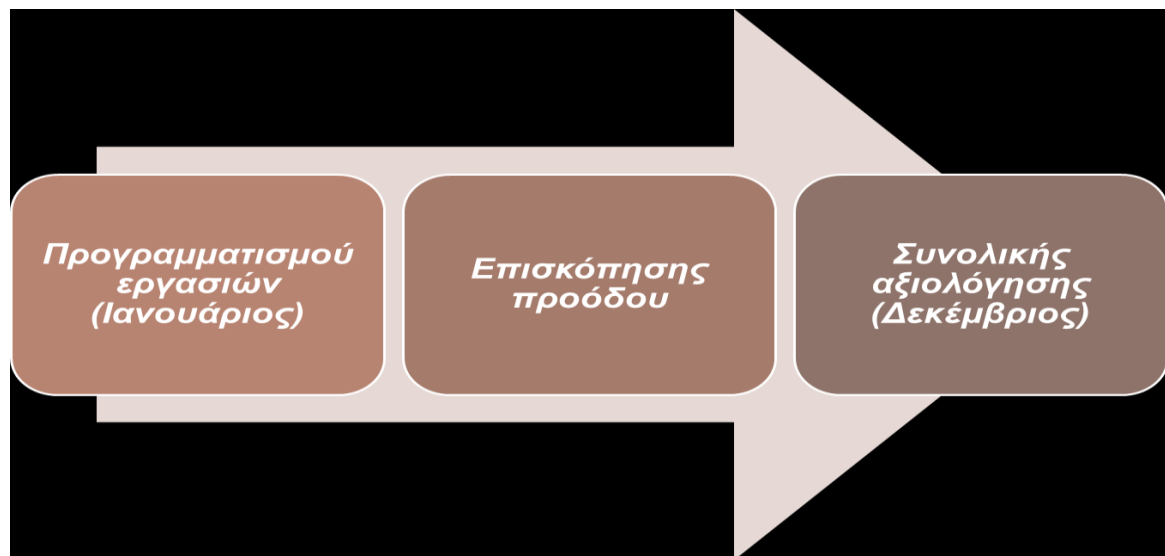 Προγραμματισμού
εργασιών
(Ιανουάριος)
Επισκόπησης
προόδου
Συνολικής
αξιολόγησης
(Δεκέμβριος)